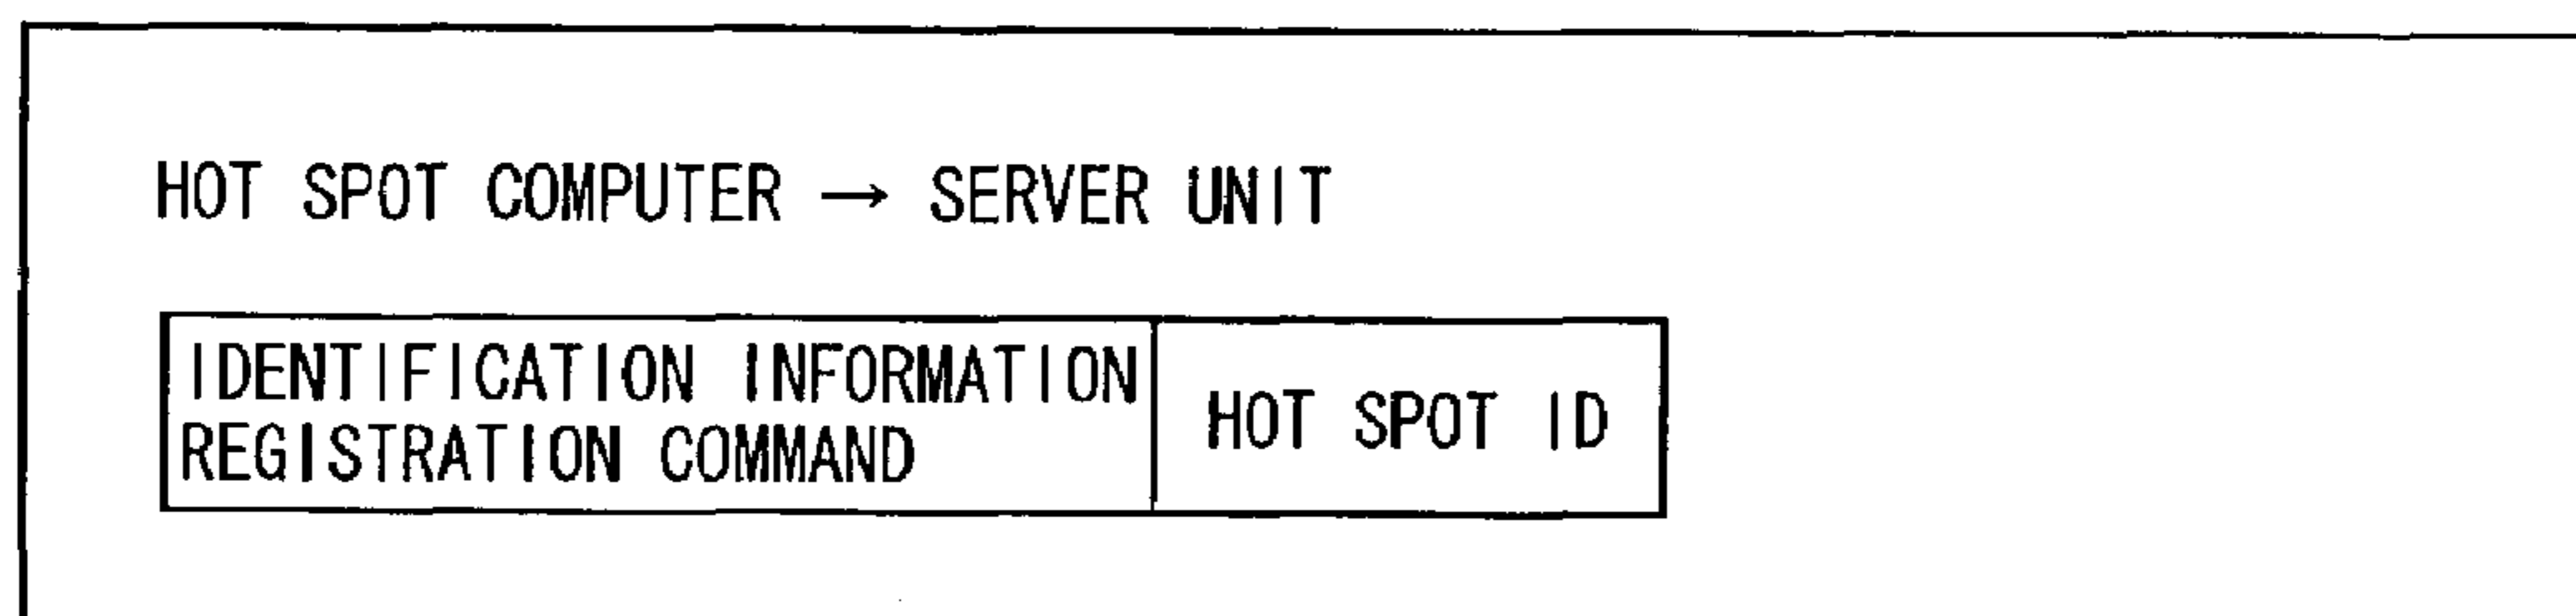 HOT SPOT COMPUTER → SERVER UNIT
IDENTIFICATION INFORMATION
REGISTRATION COMMAND
HOT SPOT ID